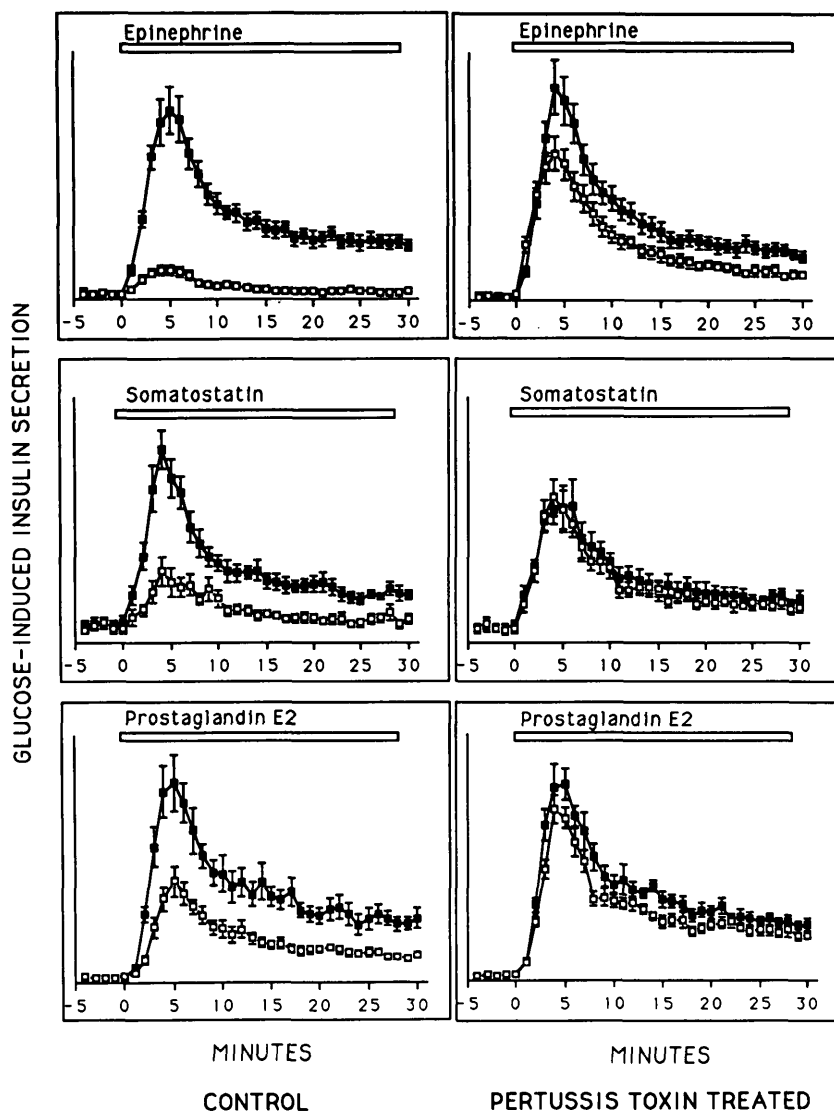 Epinephrine
-5 0 5 10 15 20 25 30
Epinephrine
-5 0 5 10 15 20 25 30
Somatostatin
-5 0 5 10 15 20 25 30
Somatostatin
-5 0 5 10 15 20 25 30
Prostaglandin E2
-5 0 5 10 15 20 25 30
Prostaglandin E2
-5 0 5 10 15 20 25 30
GLUCOSE-INDUCED INSULIN SECRETION
MINUTES
MINUTES
CONTROL
PERTUSSIS TOXIN TREATED